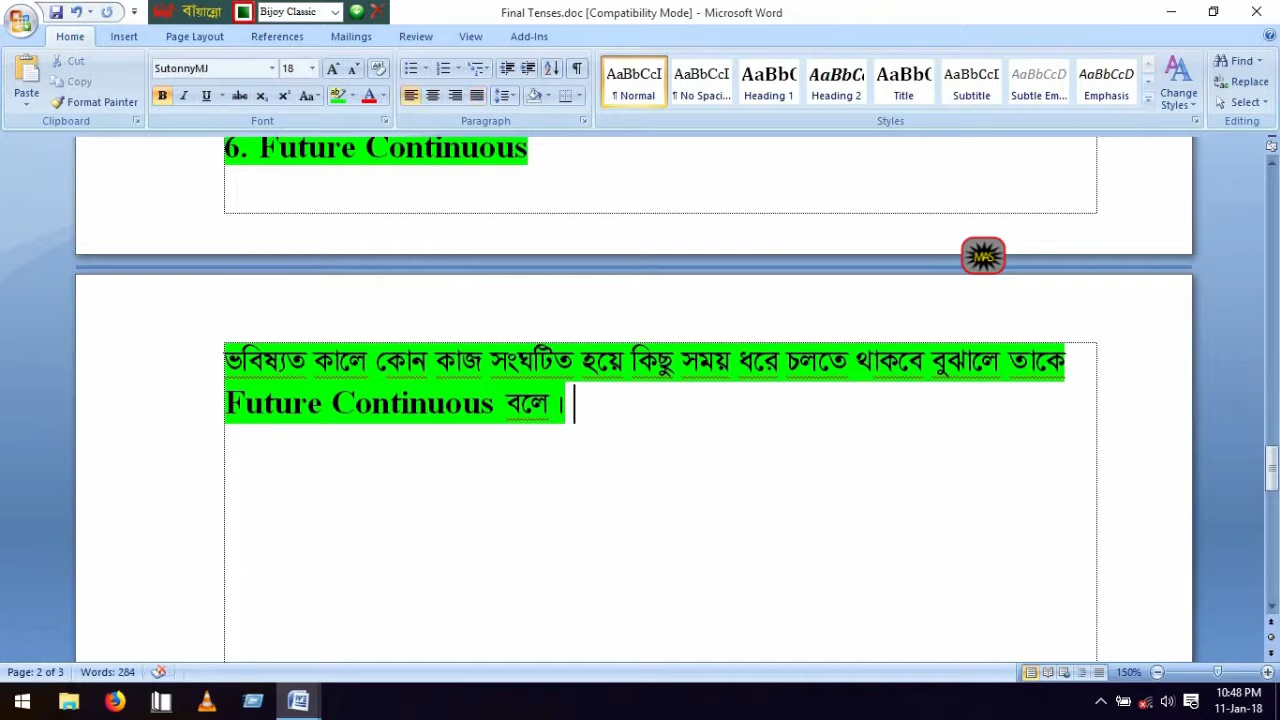 বায়ান্নো Bijoy Classic Final Tenses.doc [Compatibility Mode] - Microsoft Word
Home Insert Page Layout References Mailings Review View Add-Ins
Paste Cut Copy Format Painter
SutonnyMJ 18
AaBbCcI AaBbCcI AaBbC AaBbC AaBbC AaBbCcI AaBbCcD AaBbCcD
¶ Normal ¶ No Spaci... Heading 1 Heading 2 Title Subtitle Subtle Em... Emphasis
Change Styles
Find Replace Select
Clipboard Font Paragraph Styles Editing
6. Future Continuous
MAS
ভবিষ্যত কালে কোন কাজ সংঘটিত হয়ে কিছু সময় ধরে চলতে থাকবে বুঝালে তাকে
Future Continuous বলে।
Page: 2 of 3 Words: 284 150%
10:48 PM
11-Jan-18